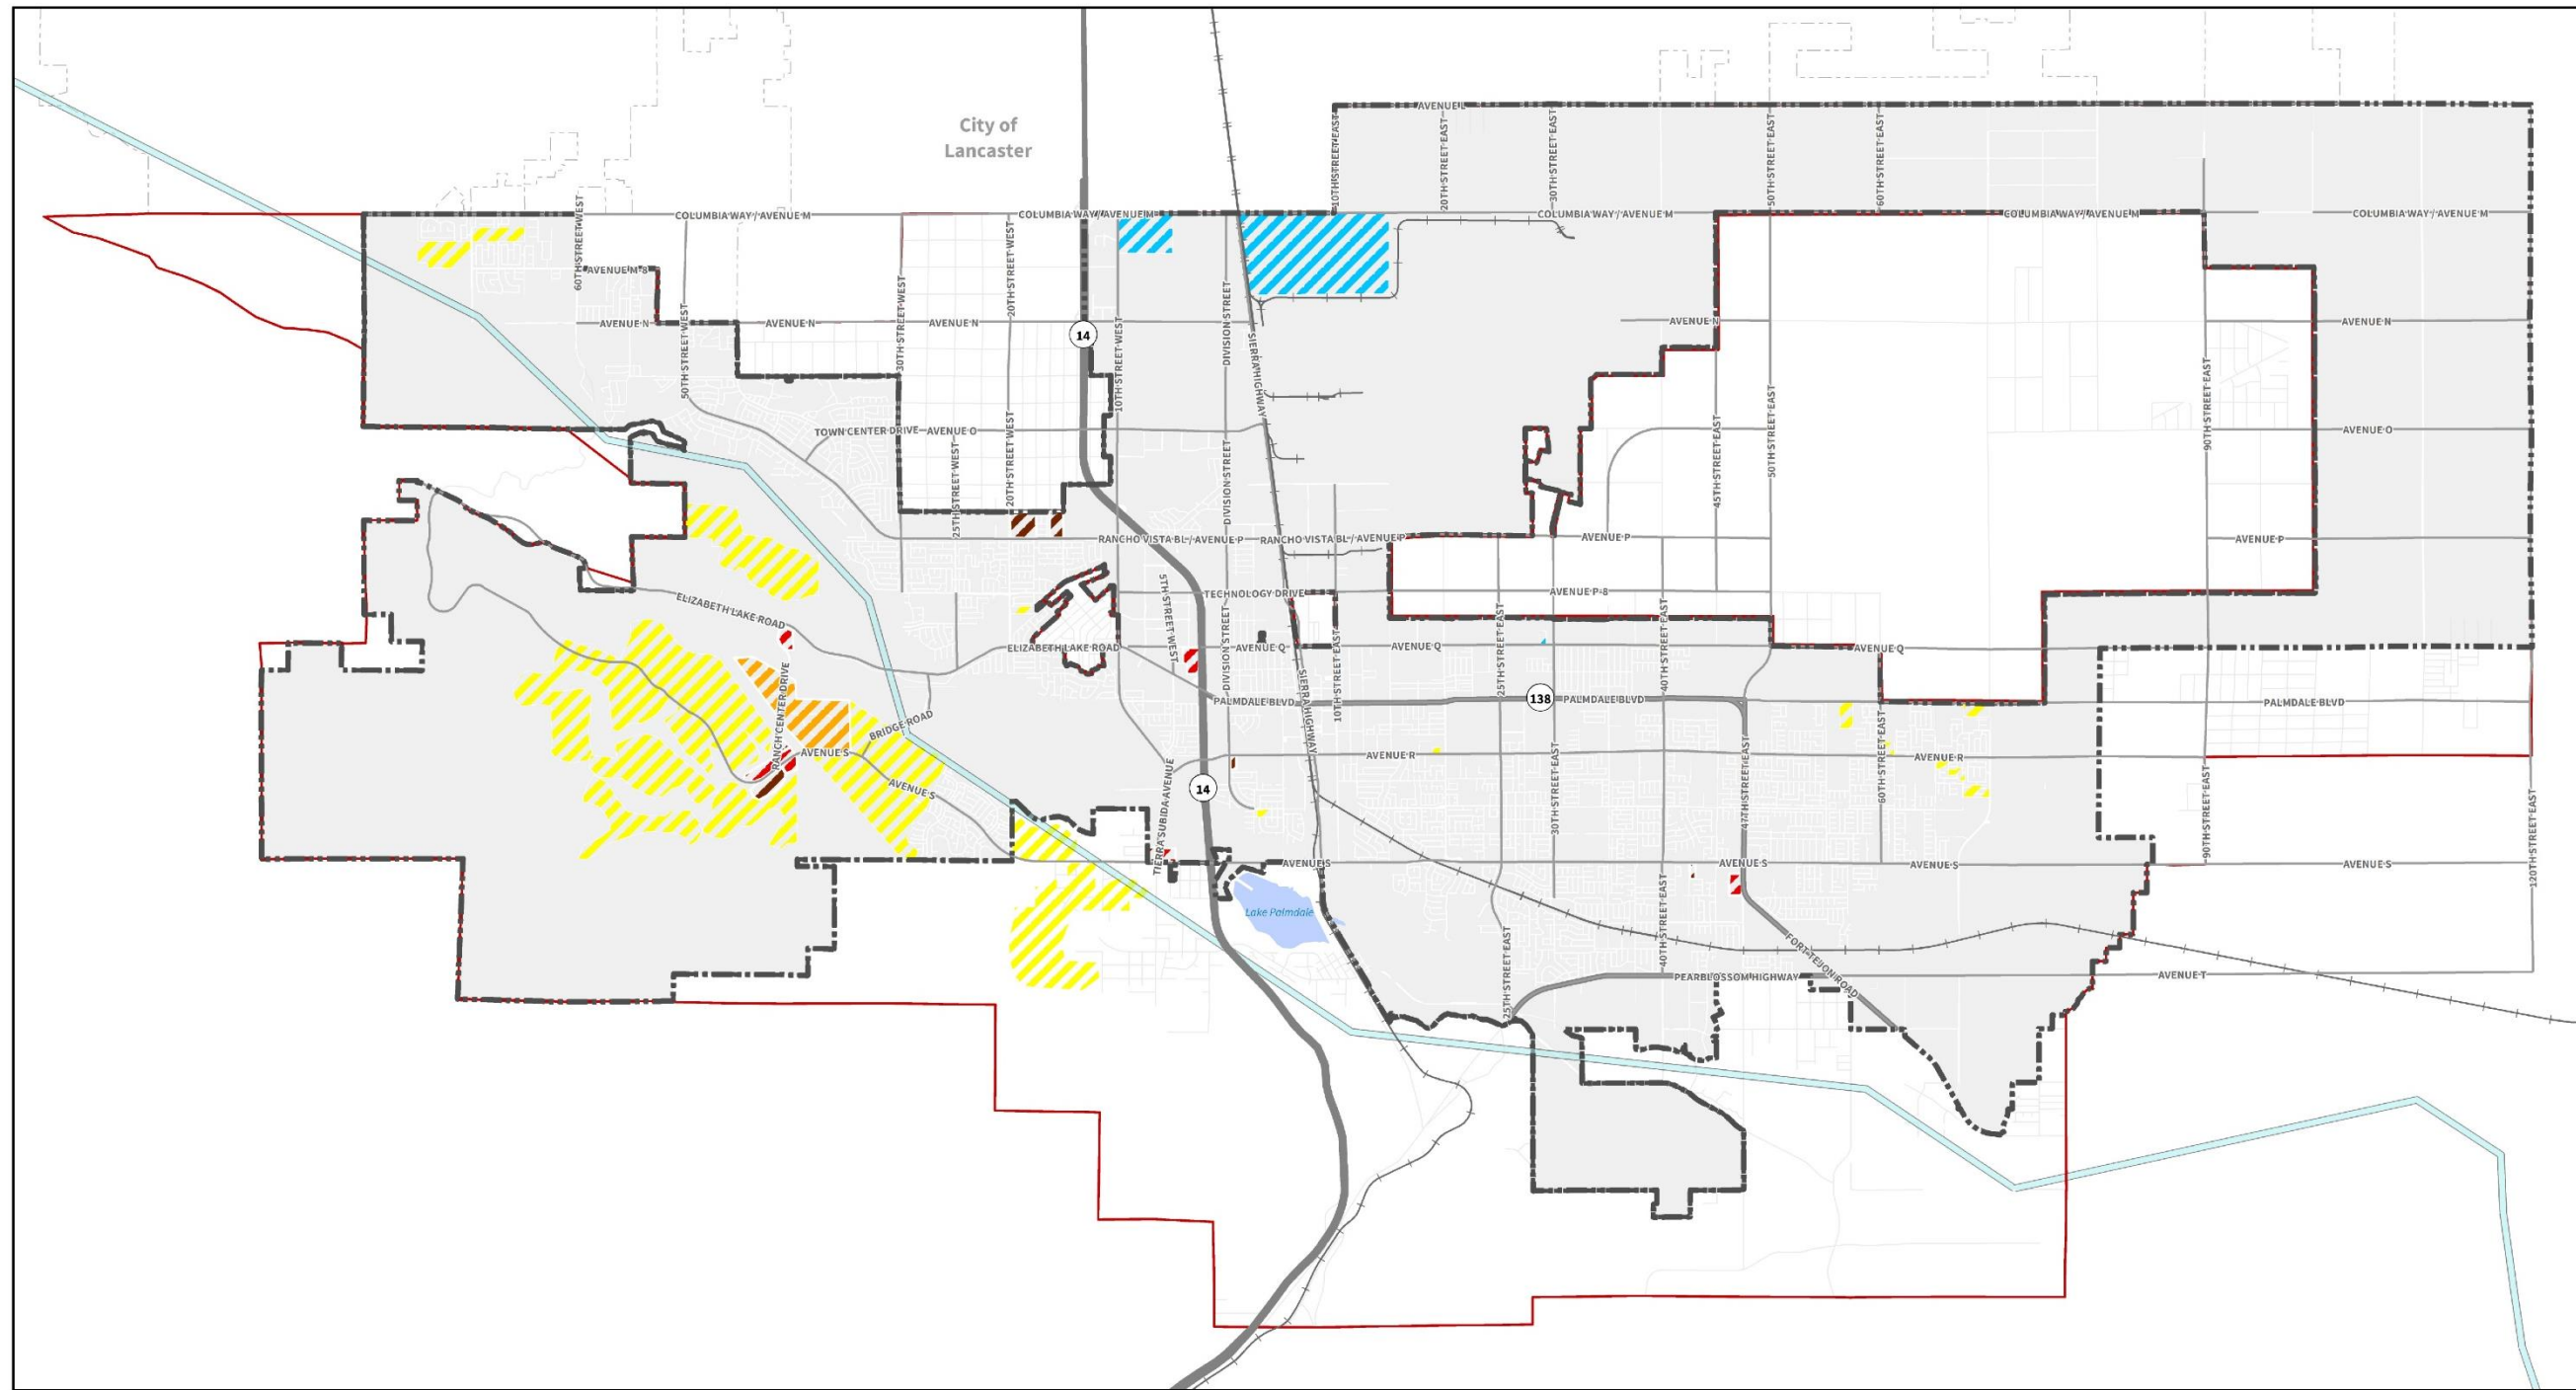 AVENUE L
City of
Lancaster
10TH STREET EAST
20TH STREET EAST
30TH STREET EAST
50TH STREET EAST
60TH STREET EAST
COLUMBIA WAY / AVENUE M
COLUMBIA WAY / AVENUE M
COLUMBIA WAY / AVENUE M
COLUMBIA WAY / AVENUE M
COLUMBIA WAY / AVENUE M
60TH STREET WEST
AVENUE M 8
20TH STREET WEST
AVENUE N
AVENUE N
AVENUE N
AVENUE N
AVENUE N
14
50TH STREET WEST
30TH STREET WEST
10TH STREET WEST
DIVISION STREET
SIERRA HIGHWAY
TOWN CENTER DRIVE
AVENUE O
AVENUE O
25TH STREET WEST
20TH STREET WEST
DIVISION STREET
45TH STREET EAST
50TH STREET EAST
90TH STREET EAST
RANCHO VISTA BL / AVENUE P
RANCHO VISTA BL / AVENUE P
AVENUE P
AVENUE P
ELIZABETH LAKE ROAD
5TH STREET WEST
TECHNOLOGY DRIVE
AVENUE P-8
ELIZABETH LAKE ROAD
AVENUE Q
AVENUE Q
AVENUE Q
DIVISION STREET
SIERRA HIGHWAY
10TH STREET EAST
25TH STREET EAST
40TH STREET EAST
RANCH CENTER DRIVE
BRIDGE ROAD
PALMDALE BLVD
138
PALMDALE BLVD
PALMDALE BLVD
AVENUE S
AVENUE S
AVENUE R
AVENUE R
14
TIERRA SUBIDA AVENUE
30TH STREET EAST
47TH STREET EAST
60TH STREET EAST
90TH STREET EAST
120TH STREET EAST
AVENUE S
AVENUE S
AVENUE S
AVENUE S
Lake Palmdale
25TH STREET EAST
40TH STREET EAST
FORT TEJON ROAD
PEARBLOSSOM HIGHWAY
AVENUE T